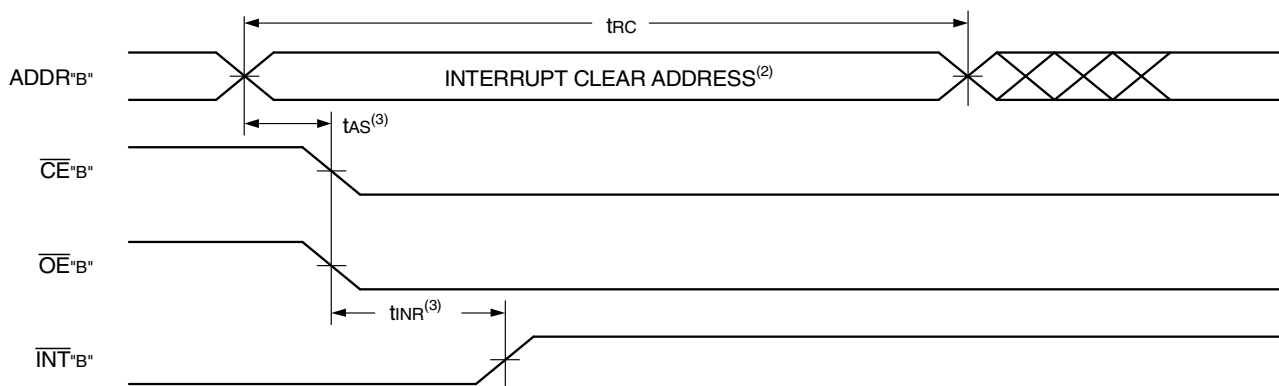 tRC
ADDR"B"
INTERRUPT CLEAR ADDRESS(2)
tAS(3)
CE"B"
OE"B"
tINR(3)
INT"B"